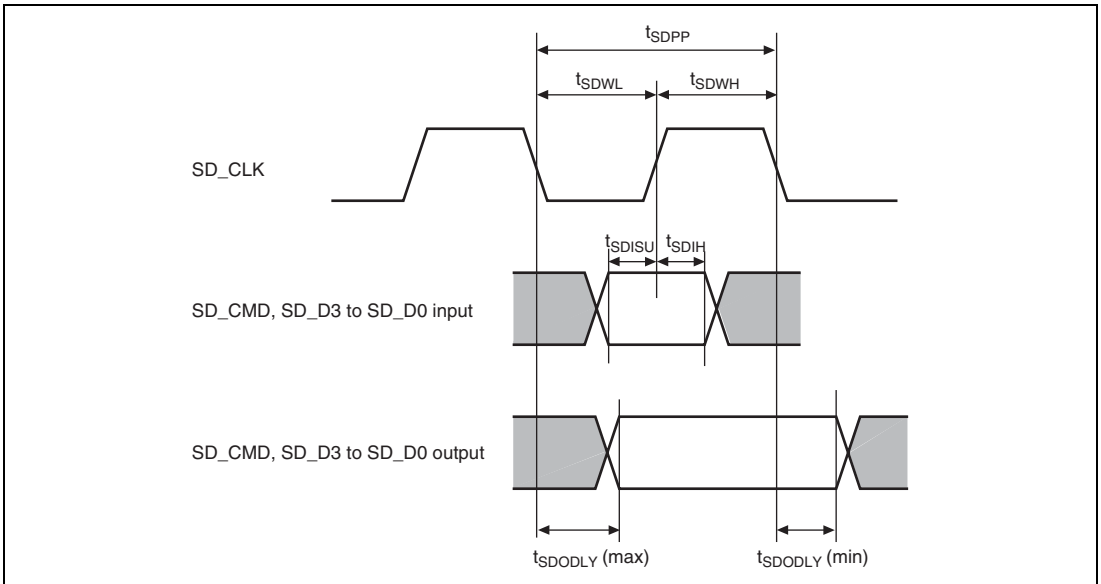 tSDPP
tSDWL tSDWH
SD_CLK
tSDISU tSDIH
SD_CMD, SD_D3 to SD_D0 input
SD_CMD, SD_D3 to SD_D0 output
tSDODLY (max) tSDODLY (min)